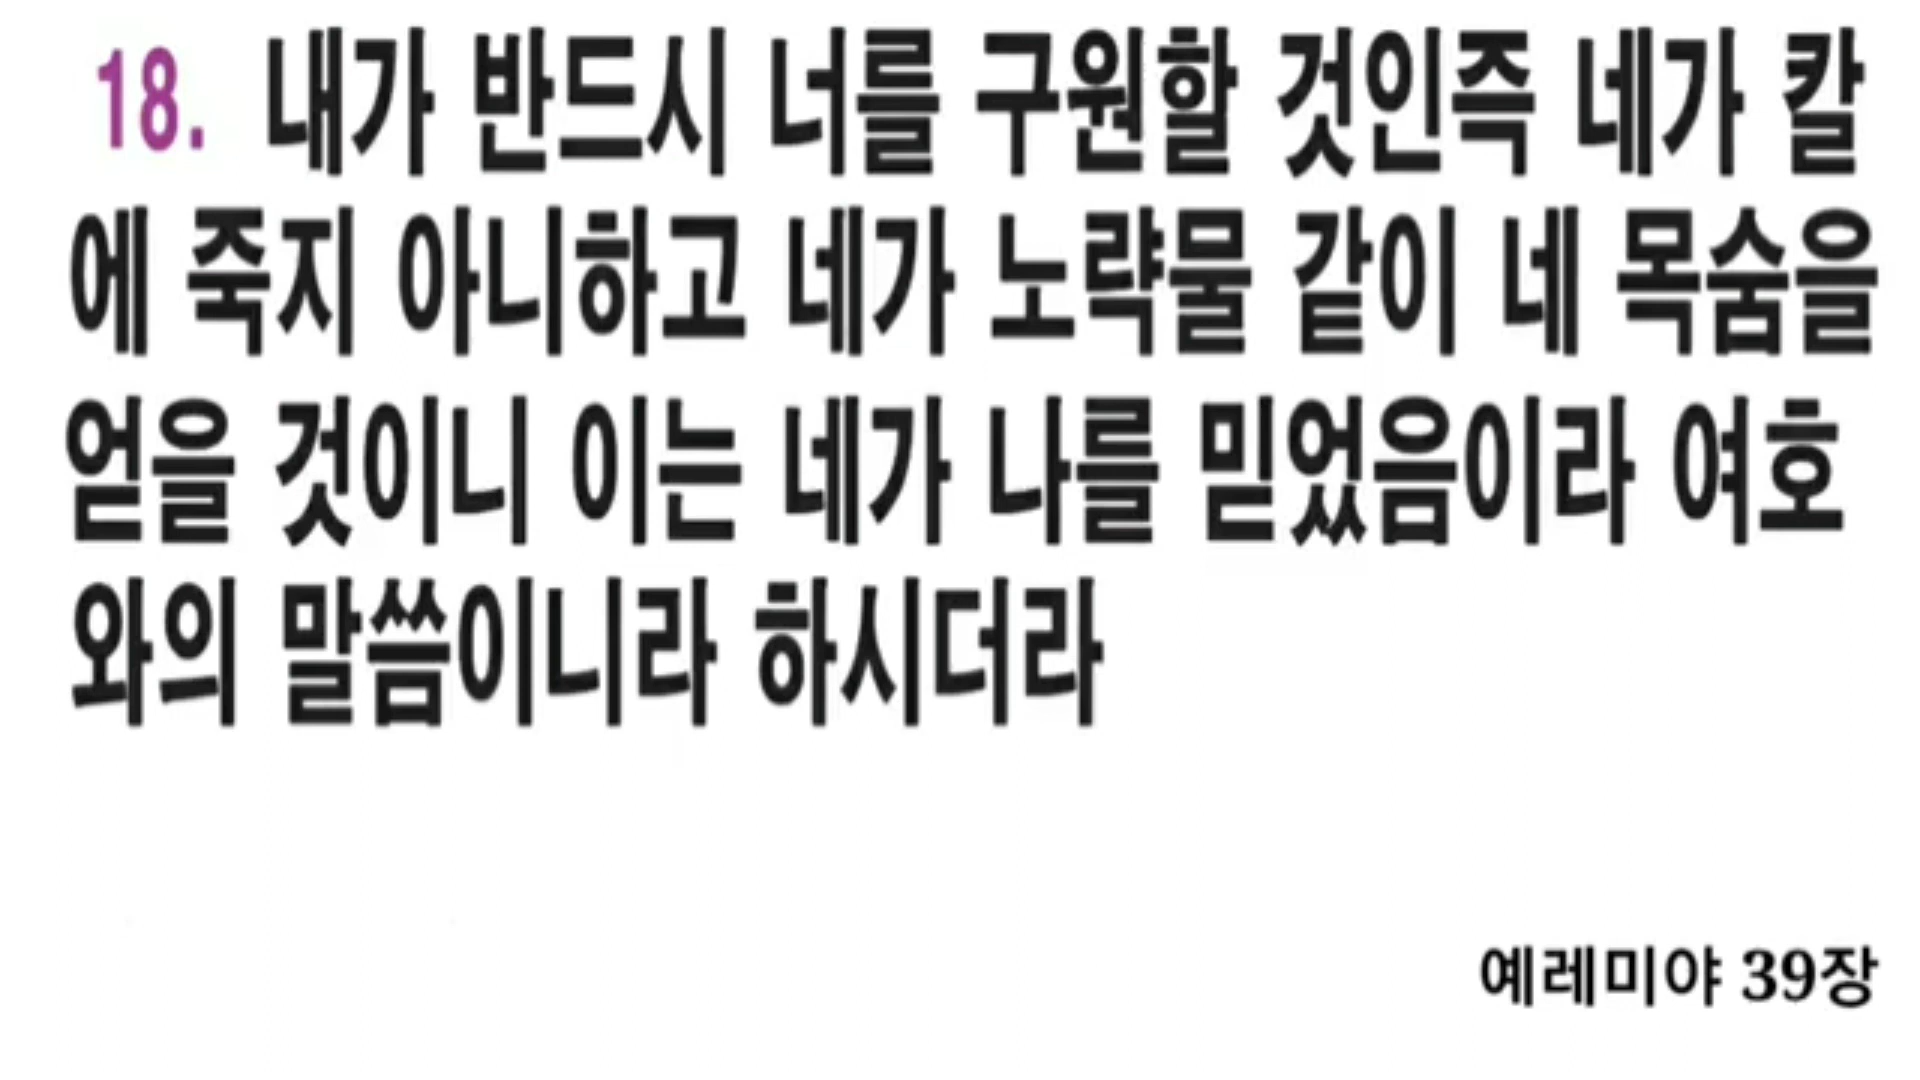 18. 내가 반드시 너를 구원할 것인즉 네가 칼
에 죽지 아니하고 네가 노략물 같이 네 목숨을
얻을 것이니 이는 네가 나를 믿었음이라 여호
와의 말씀이니라 하시더라
예레미야 39장